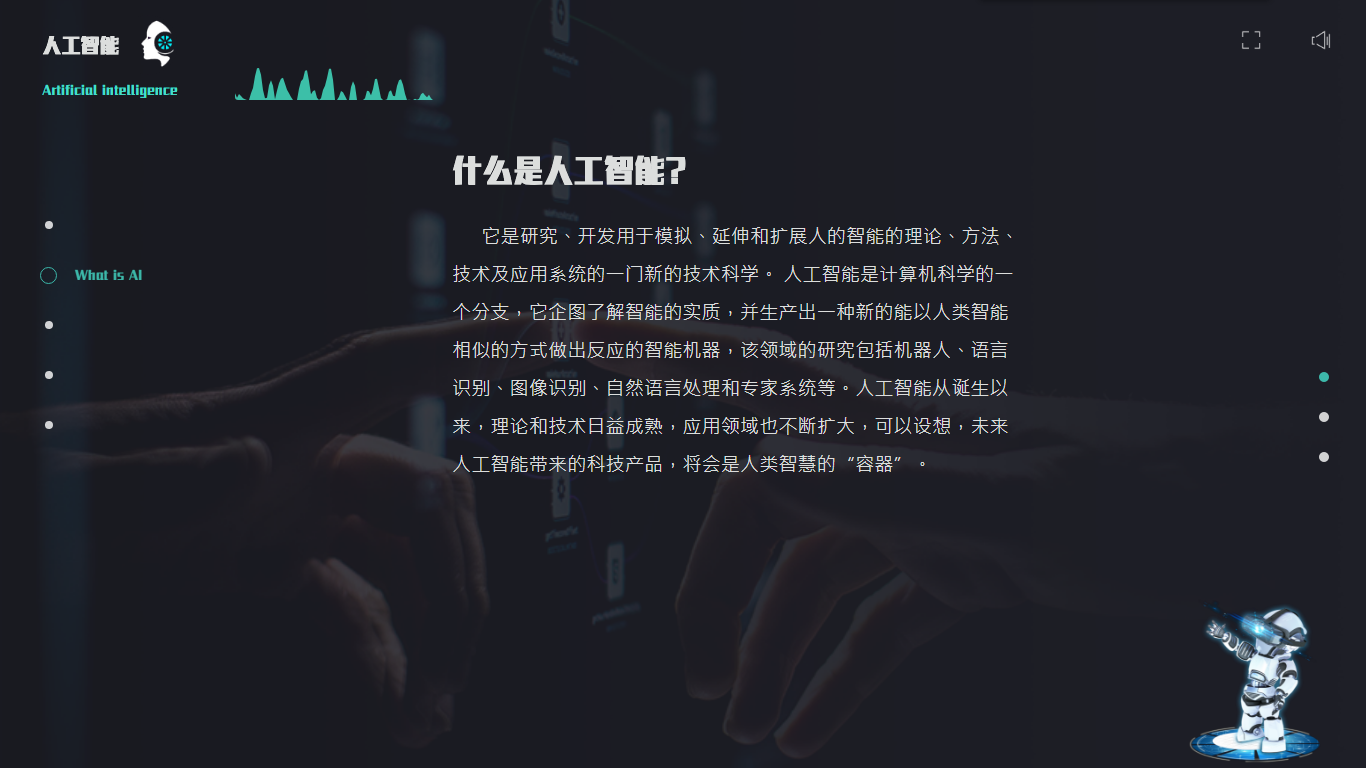 人工智能
Artificial intelligence
什么是人工智能？
What is AI
它是研究、开发用于模拟、延伸和扩展人的智能的理论、方法、
技术及应用系统的一门新的技术科学。 人工智能是计算机科学的一
个分支，它企图了解智能的实质，并生产出一种新的能以人类智能
相似的方式做出反应的智能机器，该领域的研究包括机器人、语言
识别、图像识别、自然语言处理和专家系统等。人工智能从诞生以
来，理论和技术日益成熟，应用领域也不断扩大，可以设想，未来
人工智能带来的科技产品，将会是人类智慧的“容器” 。